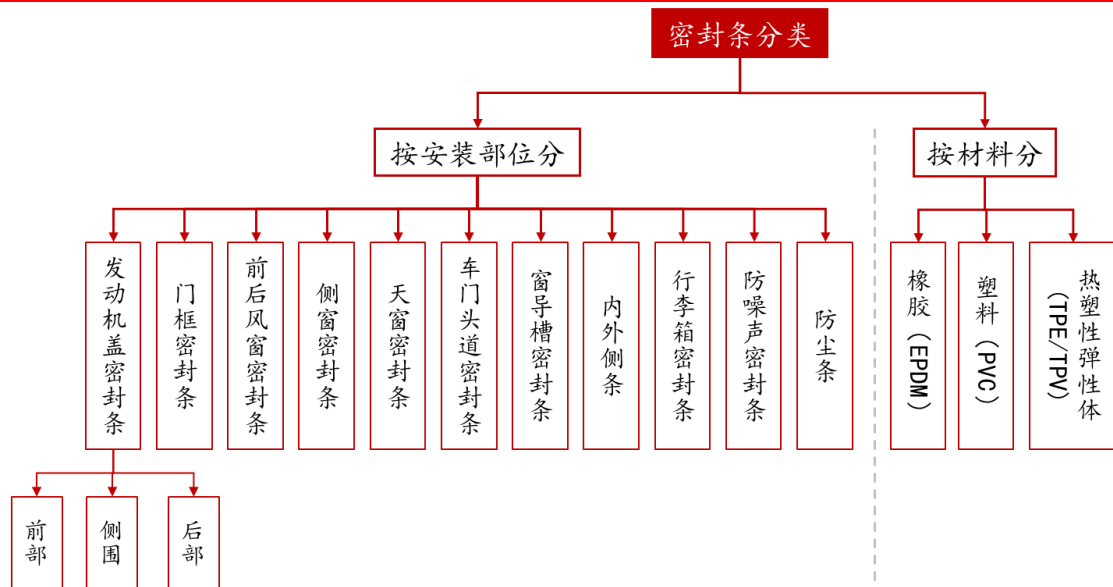 密封条分类
按安装部位分
按材料分
发动机盖密封条
门框密封条
前后风窗密封条
侧窗密封条
天窗密封条
车门头道密封条
窗导槽密封条
内外侧条
行李箱密封条
防噪声密封条
防尘条
橡胶（EPDM）
塑料（PVC）
热塑性弹性体
（TPE/TPV）
前部
侧围
后部